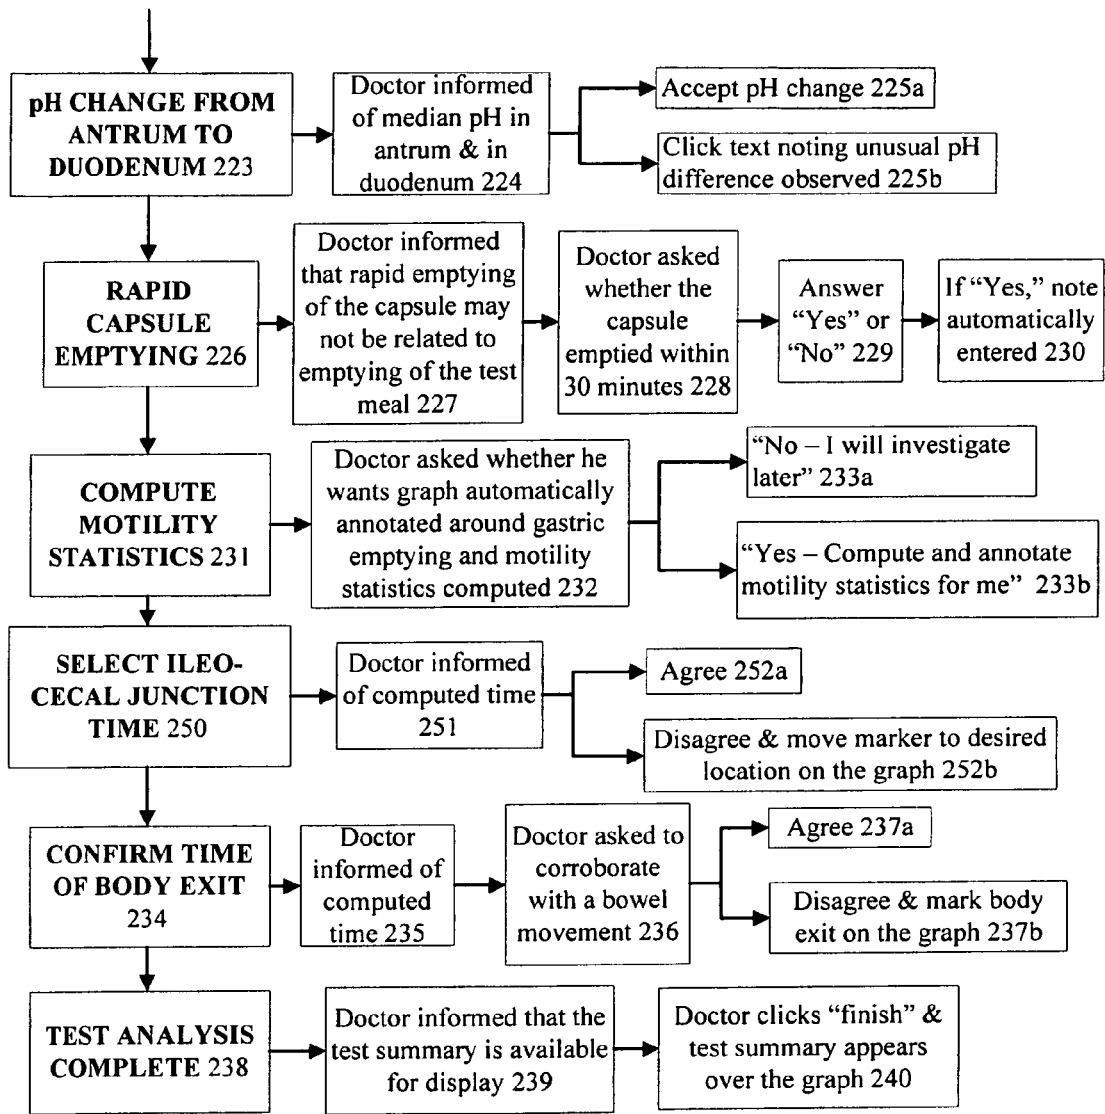 pH CHANGE FROM
ANTRUM TO
DUODENUM 223
Doctor informed
of median pH in
antrum & in
duodenum 224
Accept pH change 225a
Click text noting unusual pH
difference observed 225b
RAPID
CAPSULE
EMPTYING 226
Doctor informed
that rapid emptying
of the capsule may
not be related to
emptying of the test
meal 227
Doctor asked
whether the
capsule
emptied within
30 minutes 228
Answer
“Yes” or
“No” 229
If “Yes,” note
automatically
entered 230
COMPUTE
MOTILITY
STATISTICS 231
Doctor asked whether he
wants graph automatically
annotated around gastric
emptying and motility
statistics computed 232
“No – I will investigate
later” 233a
“Yes – Compute and annotate
motility statistics for me” 233b
SELECT ILEO-
CECAL JUNCTION
TIME 250
Doctor informed
of computed time
251
Agree 252a
Disagree & move marker to desired
location on the graph 252b
CONFIRM TIME
OF BODY EXIT
234
Doctor
informed of
computed
time 235
Doctor asked to
corroborate
with a bowel
movement 236
Agree 237a
Disagree & mark body
exit on the graph 237b
TEST ANALYSIS
COMPLETE 238
Doctor informed that the
test summary is available
for display 239
Doctor clicks “finish” &
test summary appears
over the graph 240